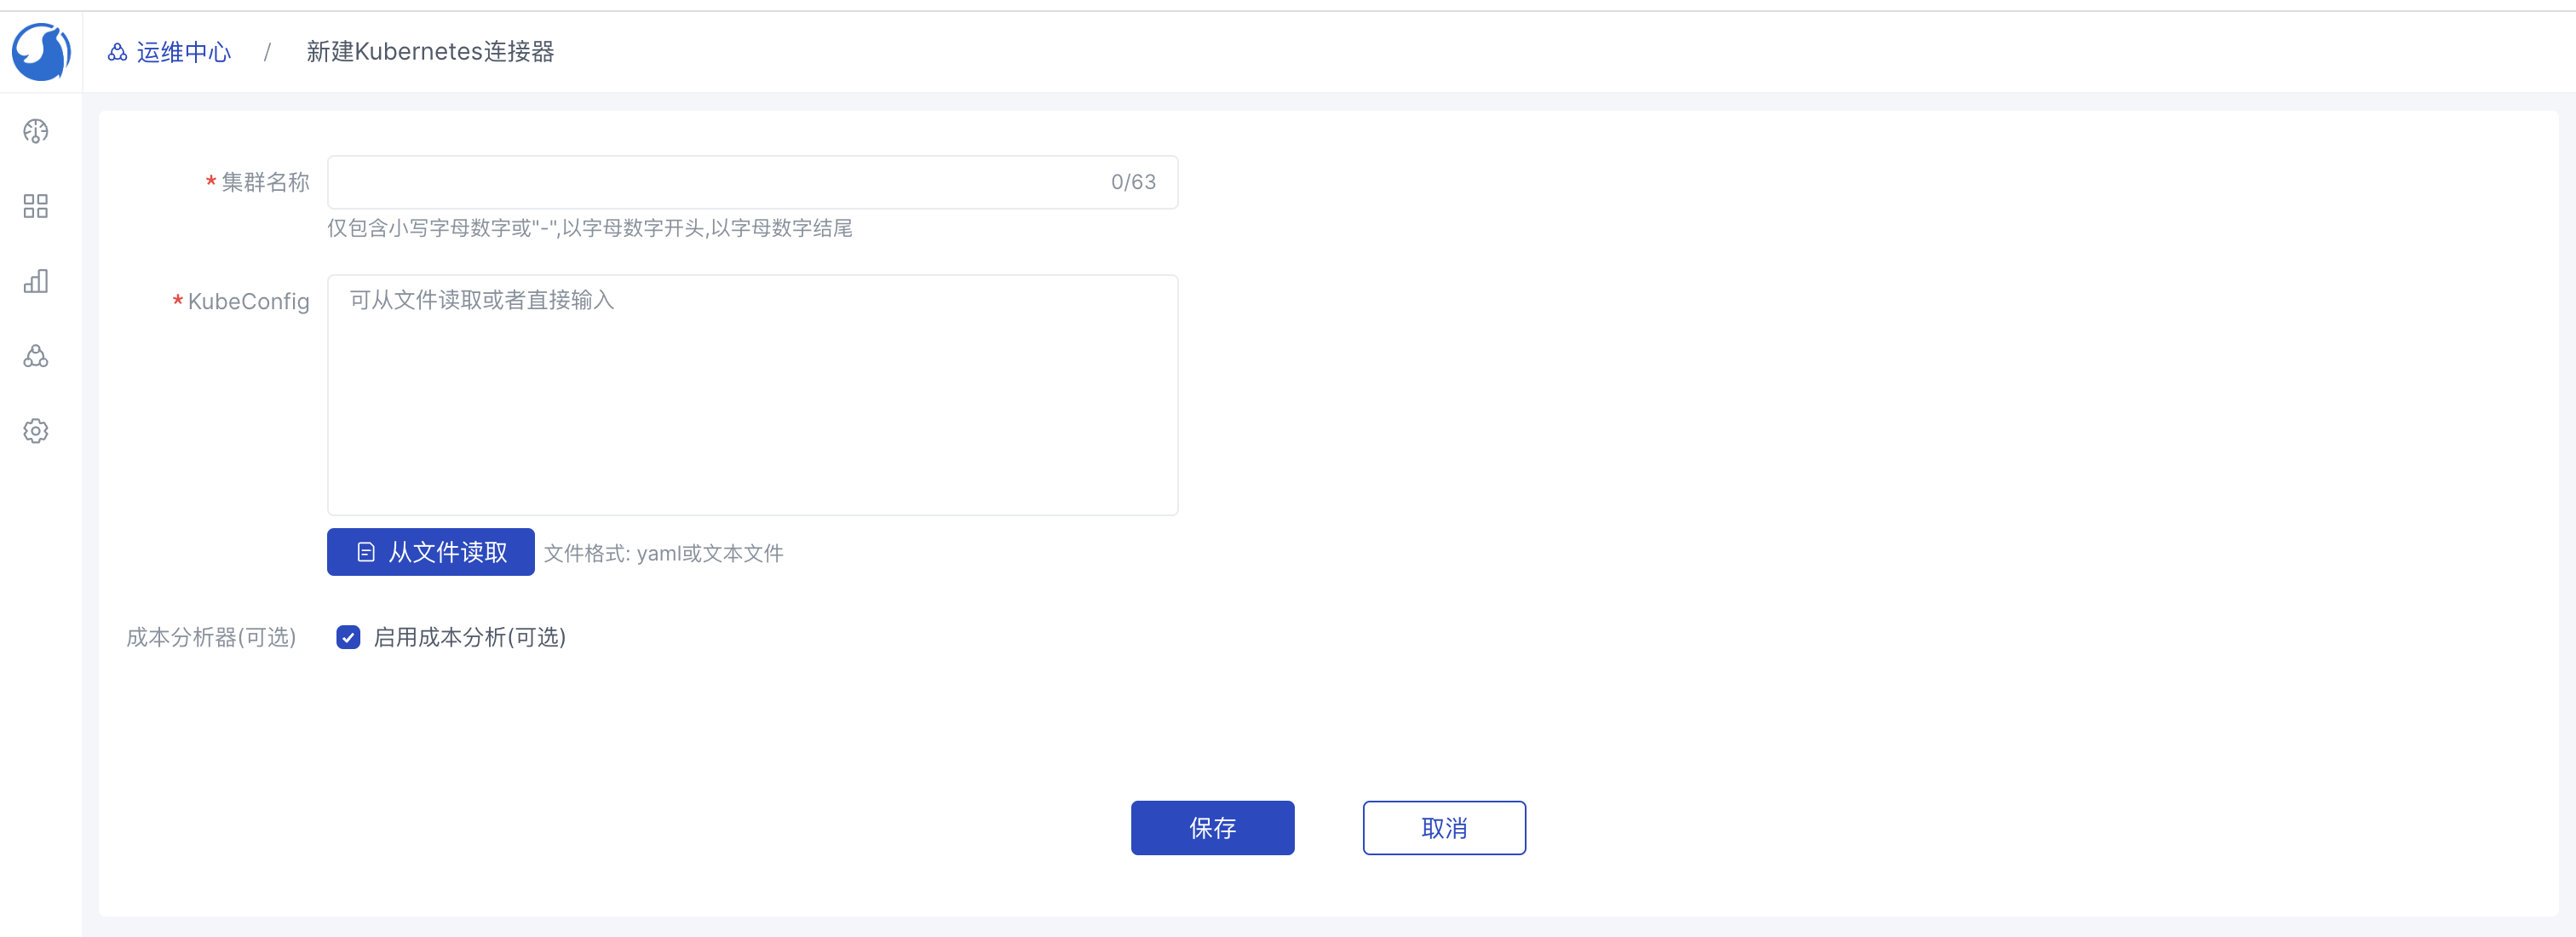 运维中心 / 新建Kubernetes连接器
* 集群名称 0/63
仅包含小写字母数字或"-",以字母数字开头,以字母数字结尾
* KubeConfig 可从文件读取或者直接输入
从文件读取 文件格式: yaml或文本文件
成本分析器(可选) 启用成本分析(可选)
保存 取消